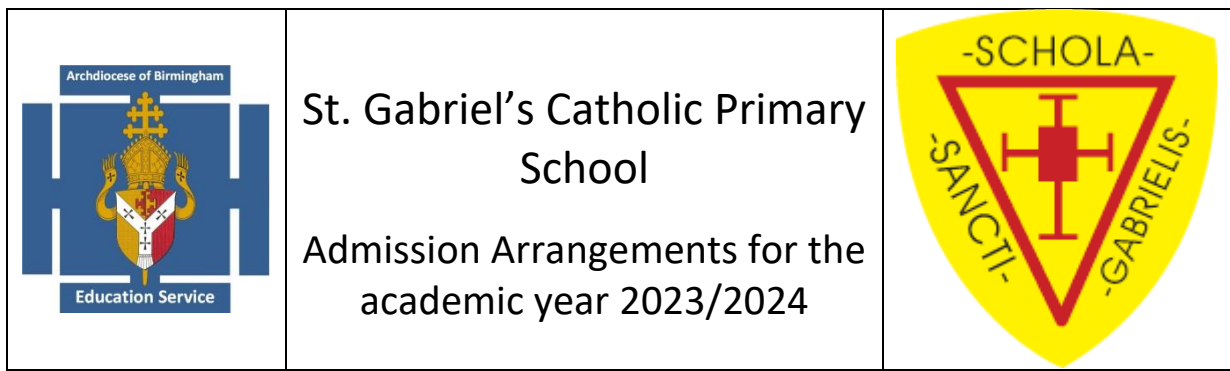 Archdiocese of Birmingham
Education Service
St. Gabriel's Catholic Primary
School
Admission Arrangements for the
academic year 2023/2024
-SCHOLA-
-SANCTI-
-GABRIELIS-